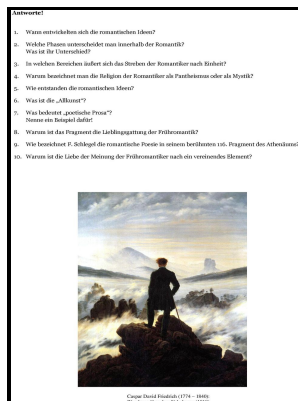 Antworte!
1. Wann entwickelten sich die romantischen Ideen?
2. Welche Phasen unterscheidet man innerhalb der Romantik?
Was ist ihr Unterschied?
3. In welchen Bereichen äußert sich das Streben der Romantiker nach Einheit?
4. Warum bezeichnet man die Religion der Romantiker als Pantheismus oder als Mystik?
5. Wie entstanden die romantischen Ideen?
6. Was ist die „Allkunst“?
7. Was bedeutet „poetische Prosa“?
Nenne ein Beispiel dafür!
8. Warum ist das Fragment die Lieblingsgattung der Frühromantik?
9. Wie bezeichnet F. Schlegel die romantische Poesie in seinem berühmten 116. Fragment des Athenäums?
10. Warum ist die Liebe der Meinung der Frühromantiker nach ein vereinendes Element?
Caspar David Friedrich (1774 – 1840):